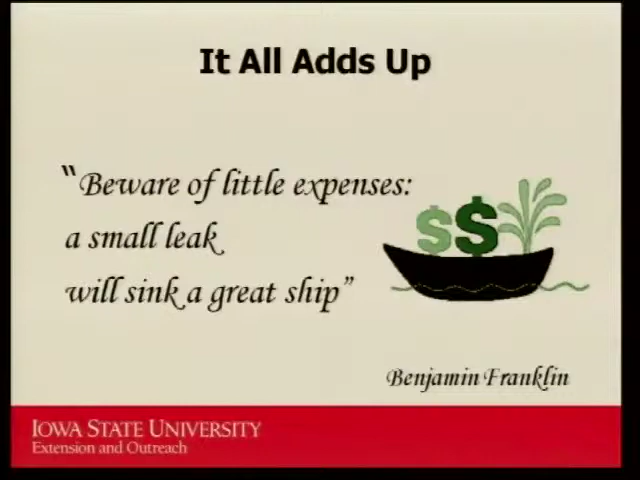 It All Adds Up
“Beware of little expenses:
a small leak
will sink a great ship”
$$
Benjamin Franklin
IOWA STATE UNIVERSITY
Extension and Outreach